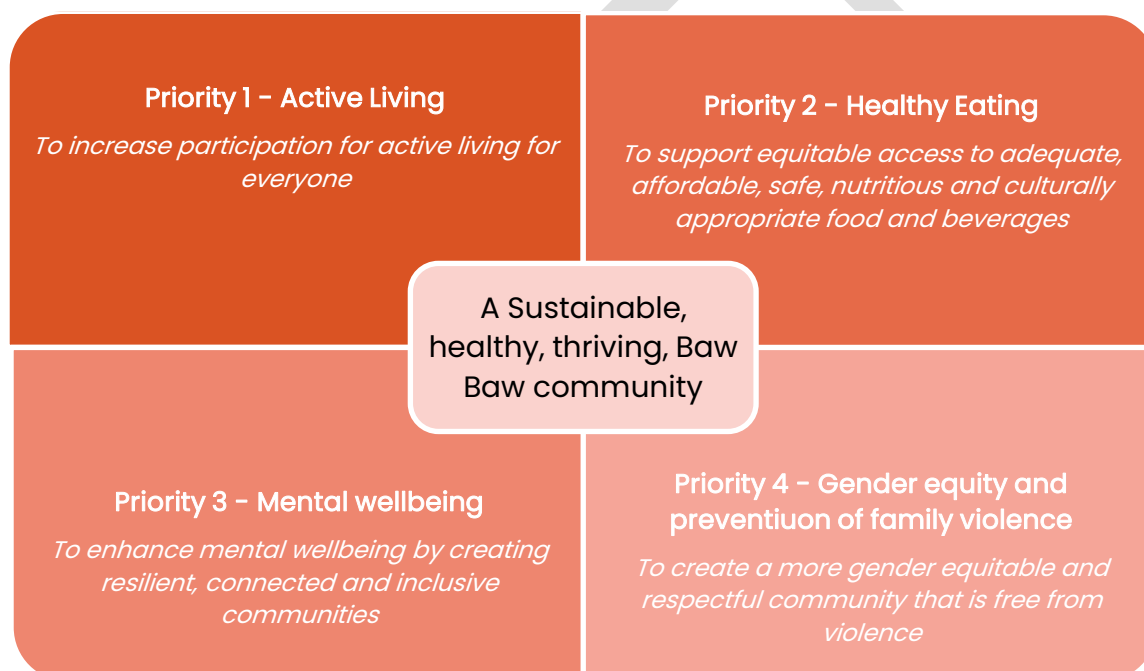 Priority 1 - Active Living
To increase participation for active living for
everyone
Priority 2 - Healthy Eating
To support equitable access to adequate,
affordable, safe, nutritious and culturally
appropriate food and beverages
A Sustainable,
healthy, thriving, Baw
Baw community
Priority 3 - Mental wellbeing
To enhance mental wellbeing by creating
resilient, connected and inclusive
communities
Priority 4 - Gender equity and
preventiuon of family violence
To create a more gender equitable and
respectful community that is free from
violence